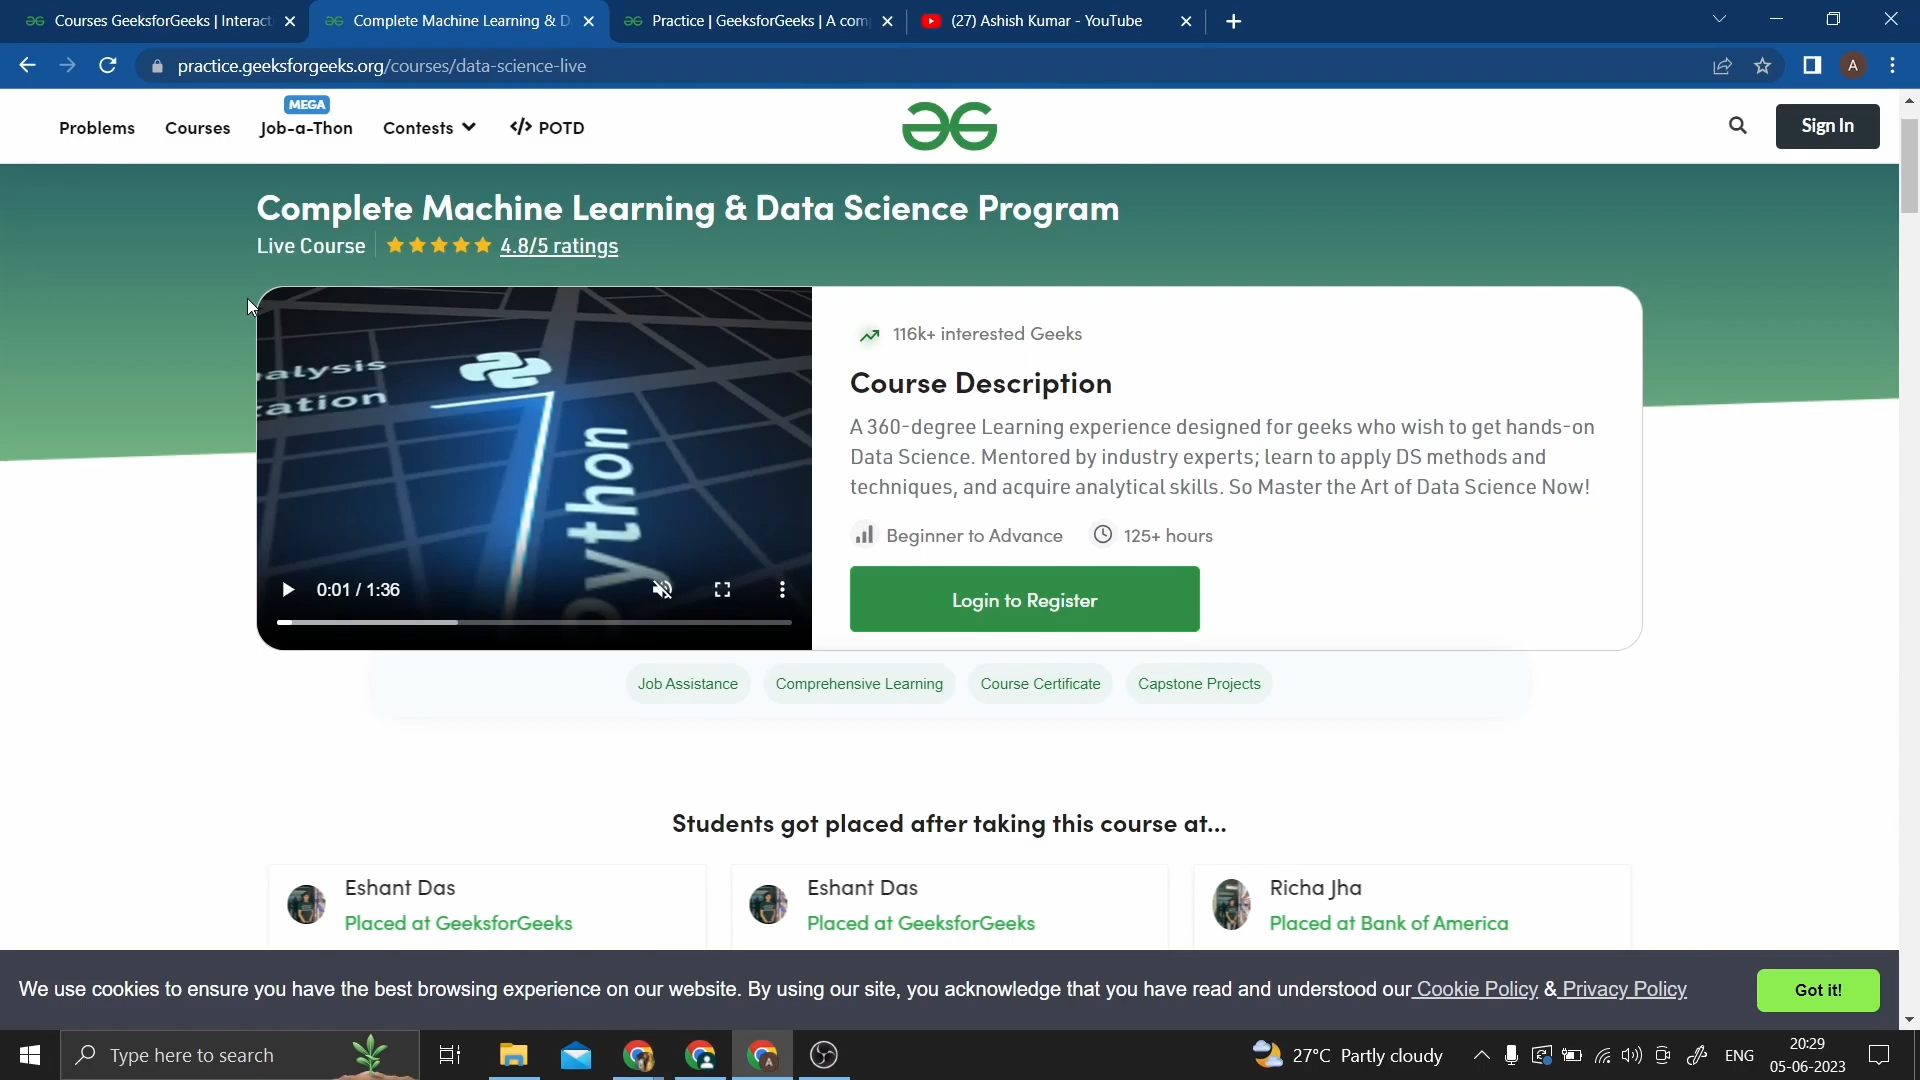 Courses GeeksforGeeks | Interact
Complete Machine Learning & D
Practice | GeeksforGeeks | A com
(27) Ashish Kumar - YouTube
practice.geeksforgeeks.org/courses/data-science-live
A
Problems
Courses
MEGA
Job-a-Thon
Contests
</> POTD
Sign In
Complete Machine Learning & Data Science Program
Live Course
4.8/5 ratings
python
0:01 / 1:36
116k+ interested Geeks
Course Description
A 360-degree Learning experience designed for geeks who wish to get hands-on
Data Science. Mentored by industry experts; learn to apply DS methods and
techniques, and acquire analytical skills. So Master the Art of Data Science Now!
Beginner to Advance
125+ hours
Login to Register
Job Assistance
Comprehensive Learning
Course Certificate
Capstone Projects
Students got placed after taking this course at...
Eshant Das
Placed at GeeksforGeeks
Eshant Das
Placed at GeeksforGeeks
Richa Jha
Placed at Bank of America
We use cookies to ensure you have the best browsing experience on our website. By using our site, you acknowledge that you have read and understood our Cookie Policy & Privacy Policy
Got it!
Type here to search
27°C Partly cloudy
ENG
20:29
05-06-2023